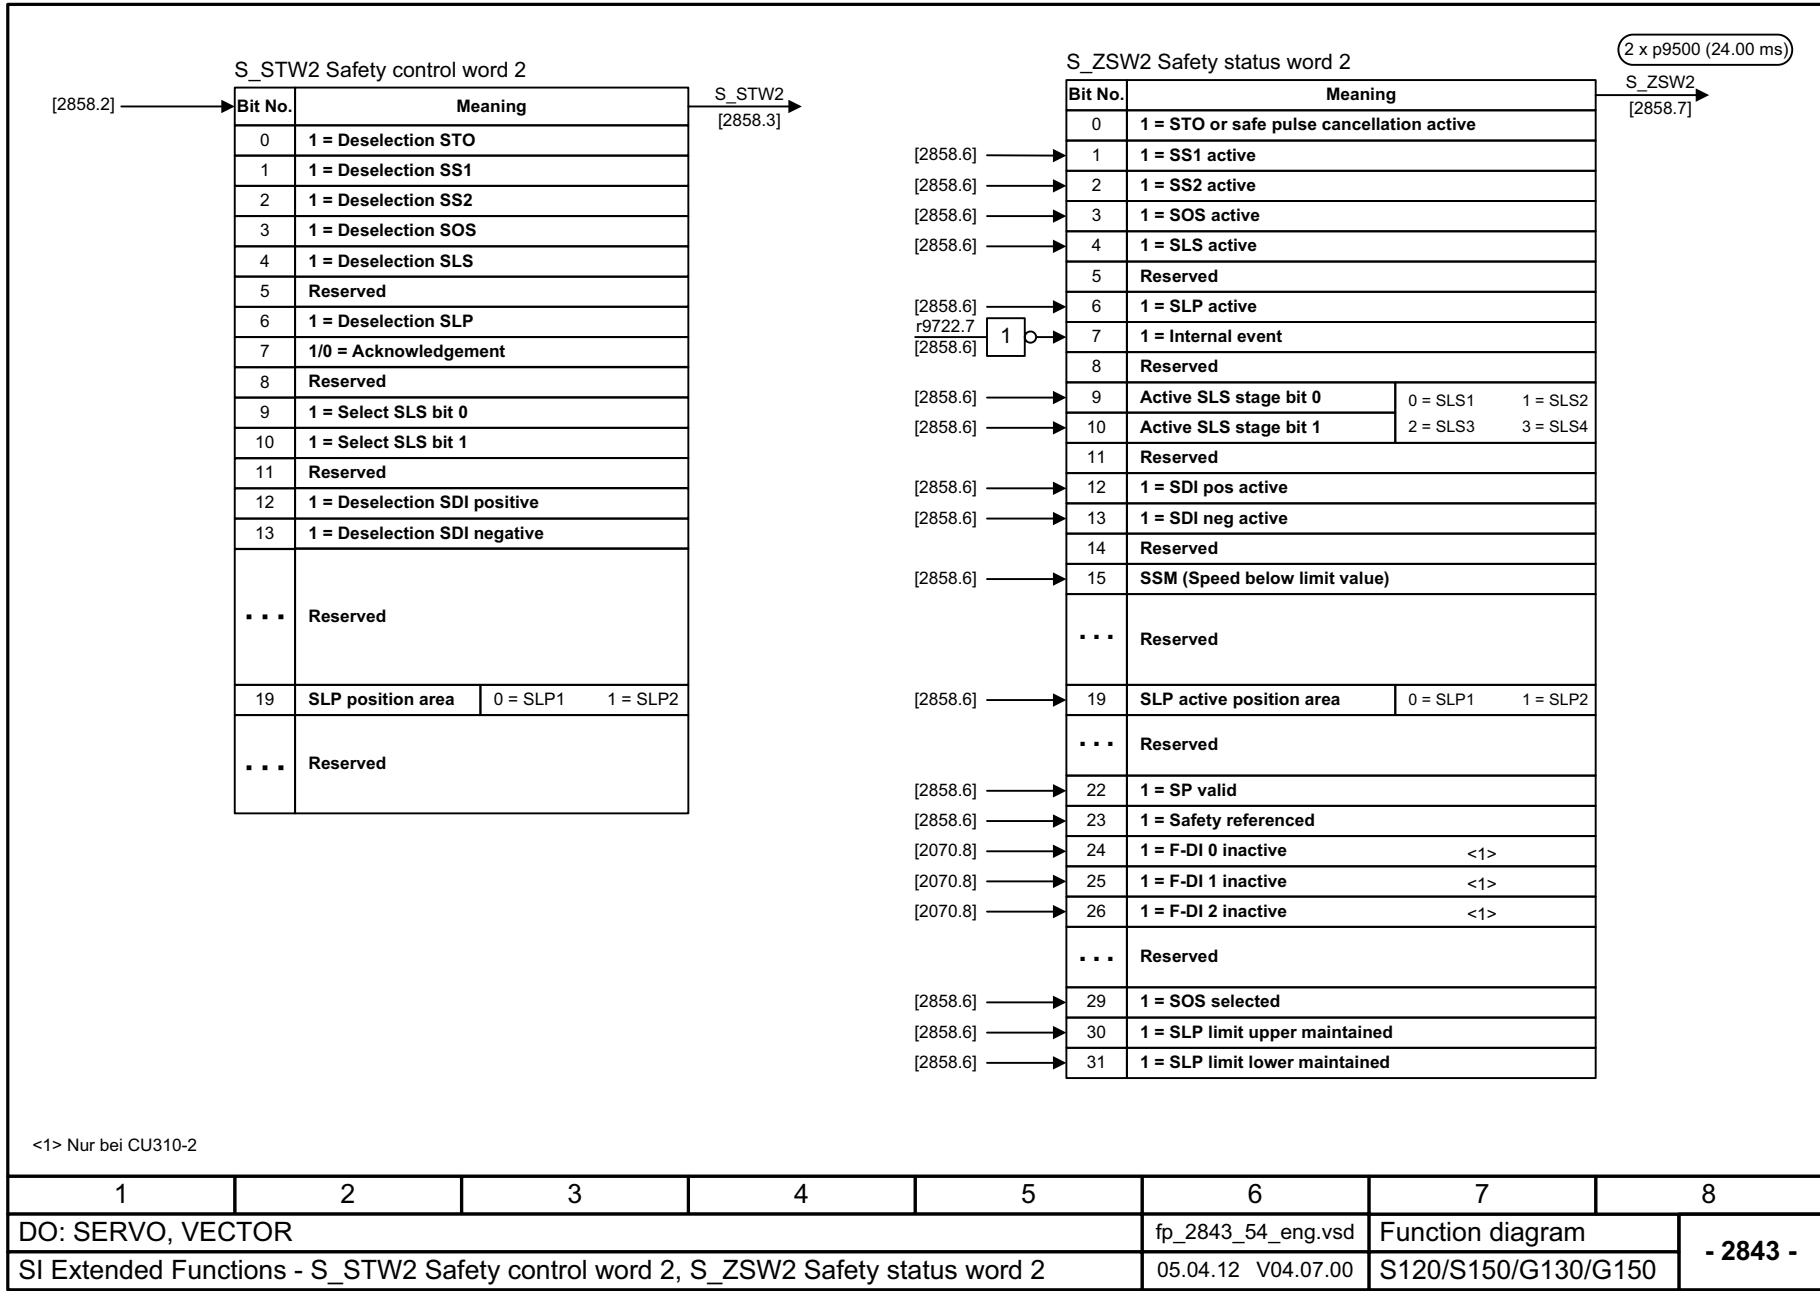 2 x p9500 (24.00 ms)
S_STW2 Safety control word 2
[2858.2]
Bit No. Meaning
S_STW2
[2858.3]
0 1 = Deselection STO
1 1 = Deselection SS1
2 1 = Deselection SS2
3 1 = Deselection SOS
4 1 = Deselection SLS
5 Reserved
6 1 = Deselection SLP
7 1/0 = Acknowledgement
8 Reserved
9 1 = Select SLS bit 0
10 1 = Select SLS bit 1
11 Reserved
12 1 = Deselection SDI positive
13 1 = Deselection SDI negative
... Reserved
19 SLP position area 0 = SLP1 1 = SLP2
... Reserved
S_ZSW2 Safety status word 2
Bit No. Meaning
S_ZSW2
[2858.7]
0 1 = STO or safe pulse cancellation active
[2858.6] 1 1 = SS1 active
[2858.6] 2 1 = SS2 active
[2858.6] 3 1 = SOS active
[2858.6] 4 1 = SLS active
5 Reserved
[2858.6] 6 1 = SLP active
r9722.7
[2858.6] 1 7 1 = Internal event
8 Reserved
[2858.6] 9 Active SLS stage bit 0 0 = SLS1 1 = SLS2
[2858.6] 10 Active SLS stage bit 1 2 = SLS3 3 = SLS4
11 Reserved
[2858.6] 12 1 = SDI pos active
[2858.6] 13 1 = SDI neg active
14 Reserved
[2858.6] 15 SSM (Speed below limit value)
... Reserved
[2858.6] 19 SLP active position area 0 = SLP1 1 = SLP2
... Reserved
[2858.6] 22 1 = SP valid
[2858.6] 23 1 = Safety referenced
[2070.8] 24 1 = F-DI 0 inactive <1>
[2070.8] 25 1 = F-DI 1 inactive <1>
[2070.8] 26 1 = F-DI 2 inactive <1>
... Reserved
[2858.6] 29 1 = SOS selected
[2858.6] 30 1 = SLP limit upper maintained
[2858.6] 31 1 = SLP limit lower maintained
<1> Nur bei CU310-2
1 2 3 4 5 6 7 8
DO: SERVO, VECTOR fp_2843_54_eng.vsd Function diagram
- 2843 -
SI Extended Functions - S_STW2 Safety control word 2, S_ZSW2 Safety status word 2 05.04.12 V04.07.00 S120/S150/G130/G150